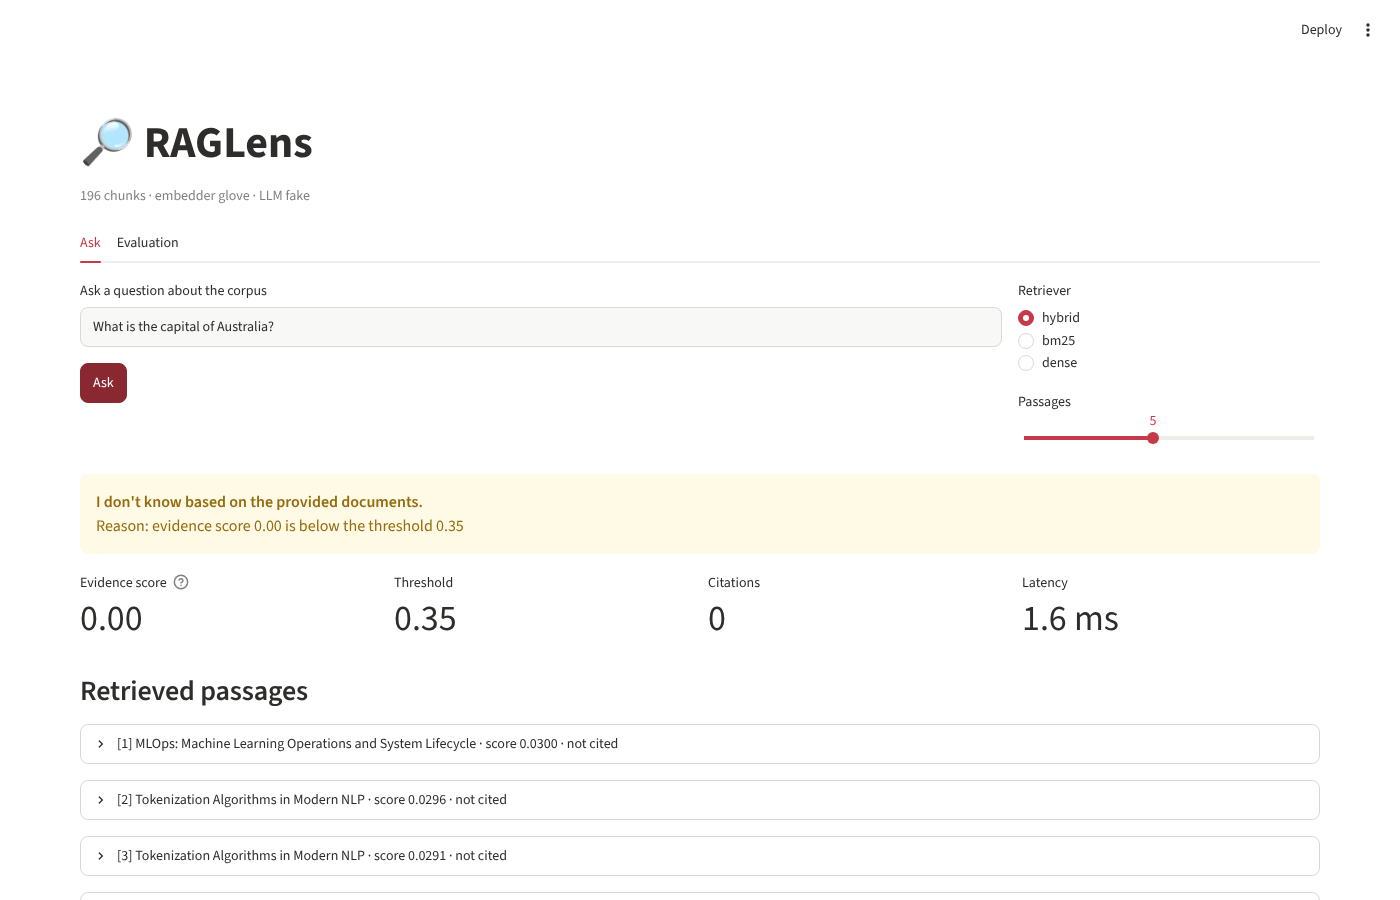 Deploy
RAGLens
196 chunks · embedder glove · LLM fake
Ask Evaluation
Ask a question about the corpus
What is the capital of Australia?
Ask
Retriever
hybrid
bm25
dense
Passages
5
I don't know based on the provided documents.
Reason: evidence score 0.00 is below the threshold 0.35
Evidence score
0.00
Threshold
0.35
Citations
0
Latency
1.6 ms
Retrieved passages
[1] MLOps: Machine Learning Operations and System Lifecycle · score 0.0300 · not cited
[2] Tokenization Algorithms in Modern NLP · score 0.0296 · not cited
[3] Tokenization Algorithms in Modern NLP · score 0.0291 · not cited